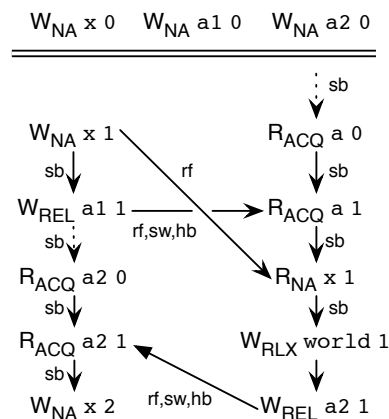 W_NA x 0 W_NA a1 0 W_NA a2 0
sb
W_NA x 1 rf R_ACQ a 0
sb sb
W_REL a1 1 rf,sw,hb R_ACQ a 1
sb sb
R_ACQ a2 0 R_NA x 1
sb sb
R_ACQ a2 1 W_RLX world 1
sb rf,sw,hb sb
W_NA x 2 W_REL a2 1